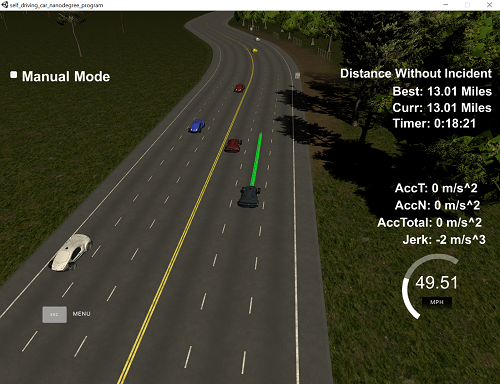 self_driving_car_nanodegree_program
Manual Mode
Distance Without Incident
Best: 13.01 Miles
Curr: 13.01 Miles
Timer: 0:18:21
AccT: 0 m/s^2
AccN: 0 m/s^2
AccTotal: 0 m/s^2
Jerk: -2 m/s^3
49.51
MPH
ESC
MENU